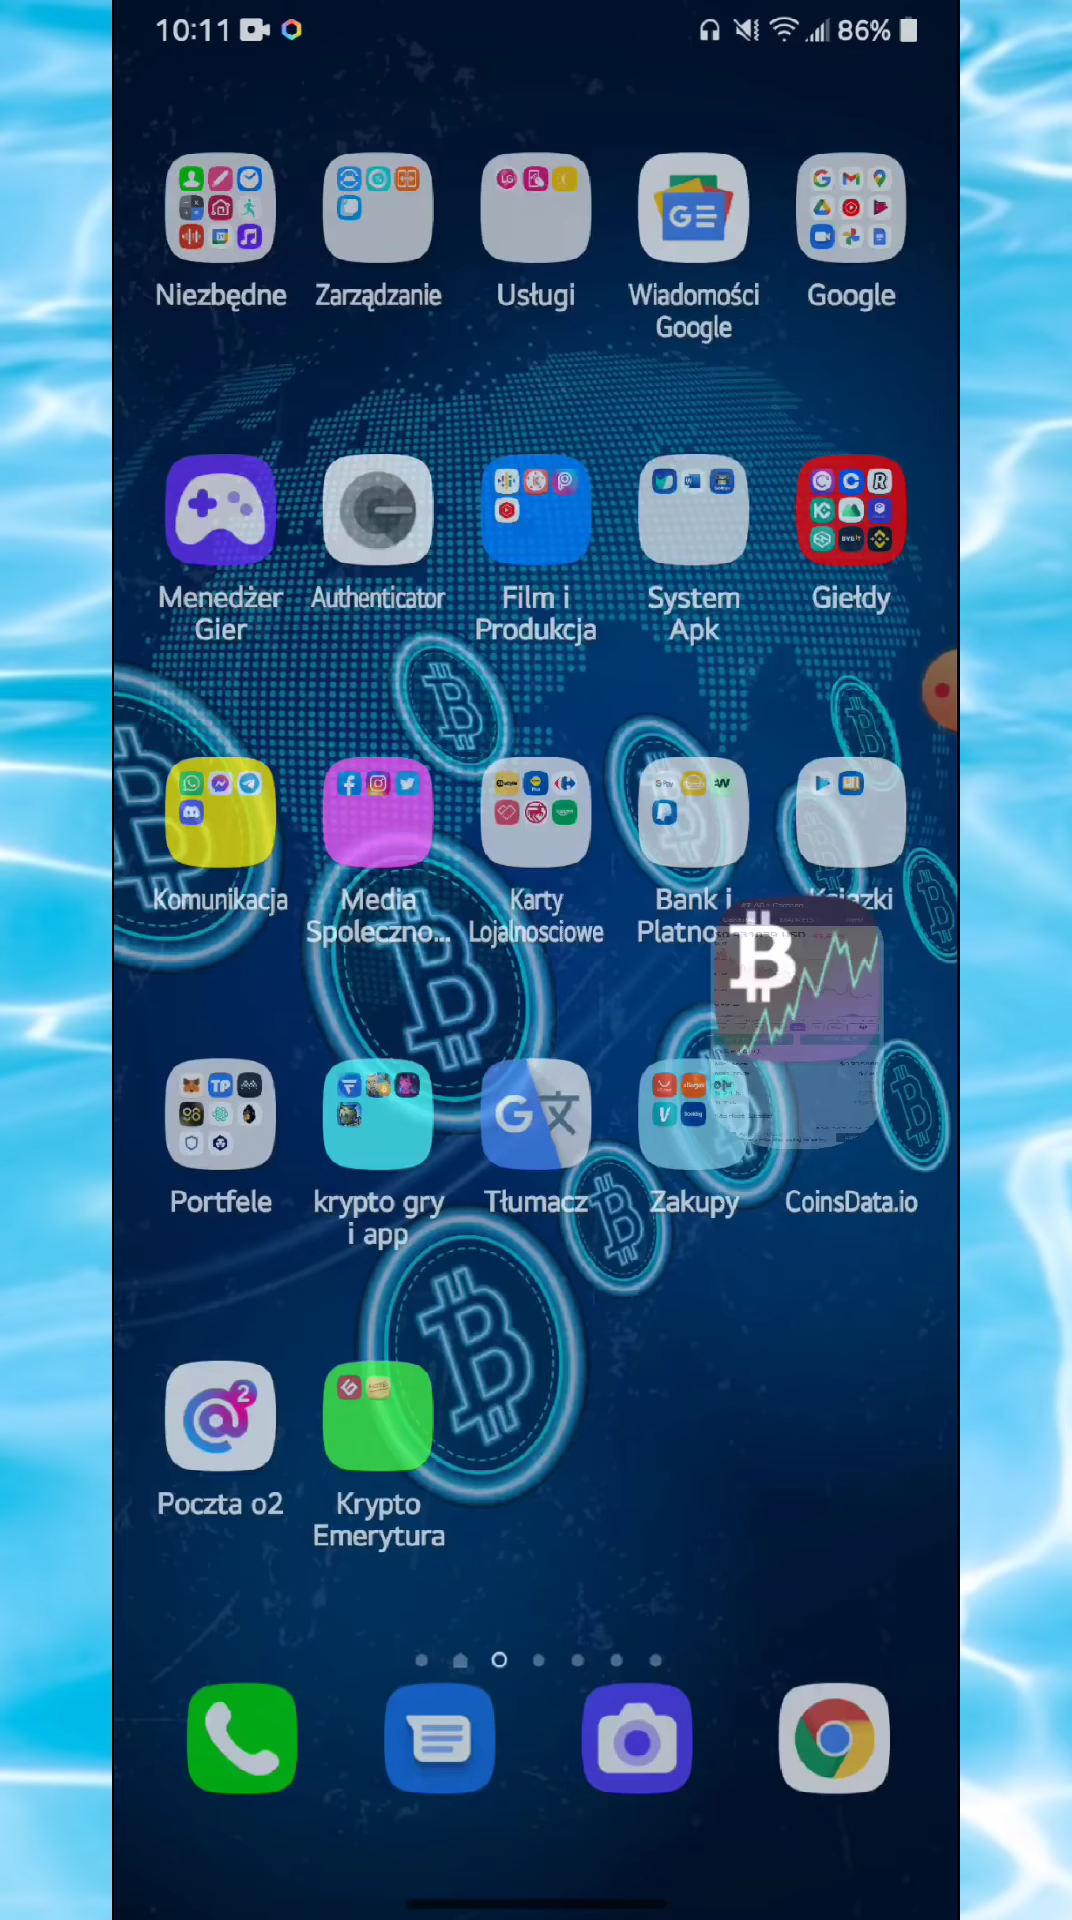 10:11
86%
Niezbędne
Zarządzanie
Usługi
Wiadomości
Google
Google
Menedżer
Gier
Authenticator
Film i
Produkcja
System
Apk
Giełdy
Komunikacja
Media
Społeczno...
Karty
Lojalnosciowe
Bank i
Platno
Portfele
krypto gry
i app
Tłumacz
Zakupy
CoinsData.io
Poczta o2
Krypto
Emerytura